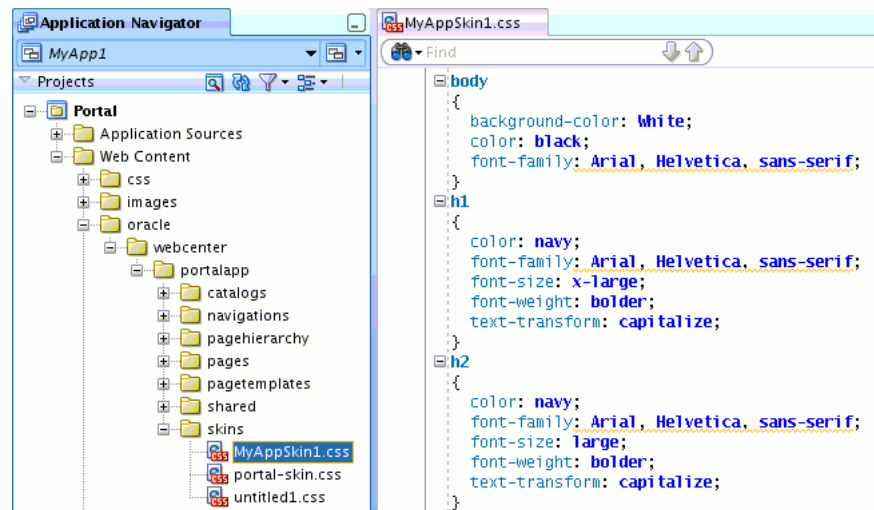 Application Navigator
MyApp1
Projects
Portal
Application Sources
Web Content
css
images
oracle
webcenter
portalapp
catalogs
navigations
pagehierarchy
pages
pagetemplates
shared
skins
MyAppSkin1.css
portal-skin.css
untitled1.css
MyAppSkin1.css
Find
body
{
background-color: White;
color: black;
font-family: Arial, Helvetica, sans-serif;
}
h1
{
color: navy;
font-family: Arial, Helvetica, sans-serif;
font-size: x-large;
font-weight: bolder;
text-transform: capitalize;
}
h2
{
color: navy;
font-family: Arial, Helvetica, sans-serif;
font-size: large;
font-weight: bolder;
text-transform: capitalize;
}